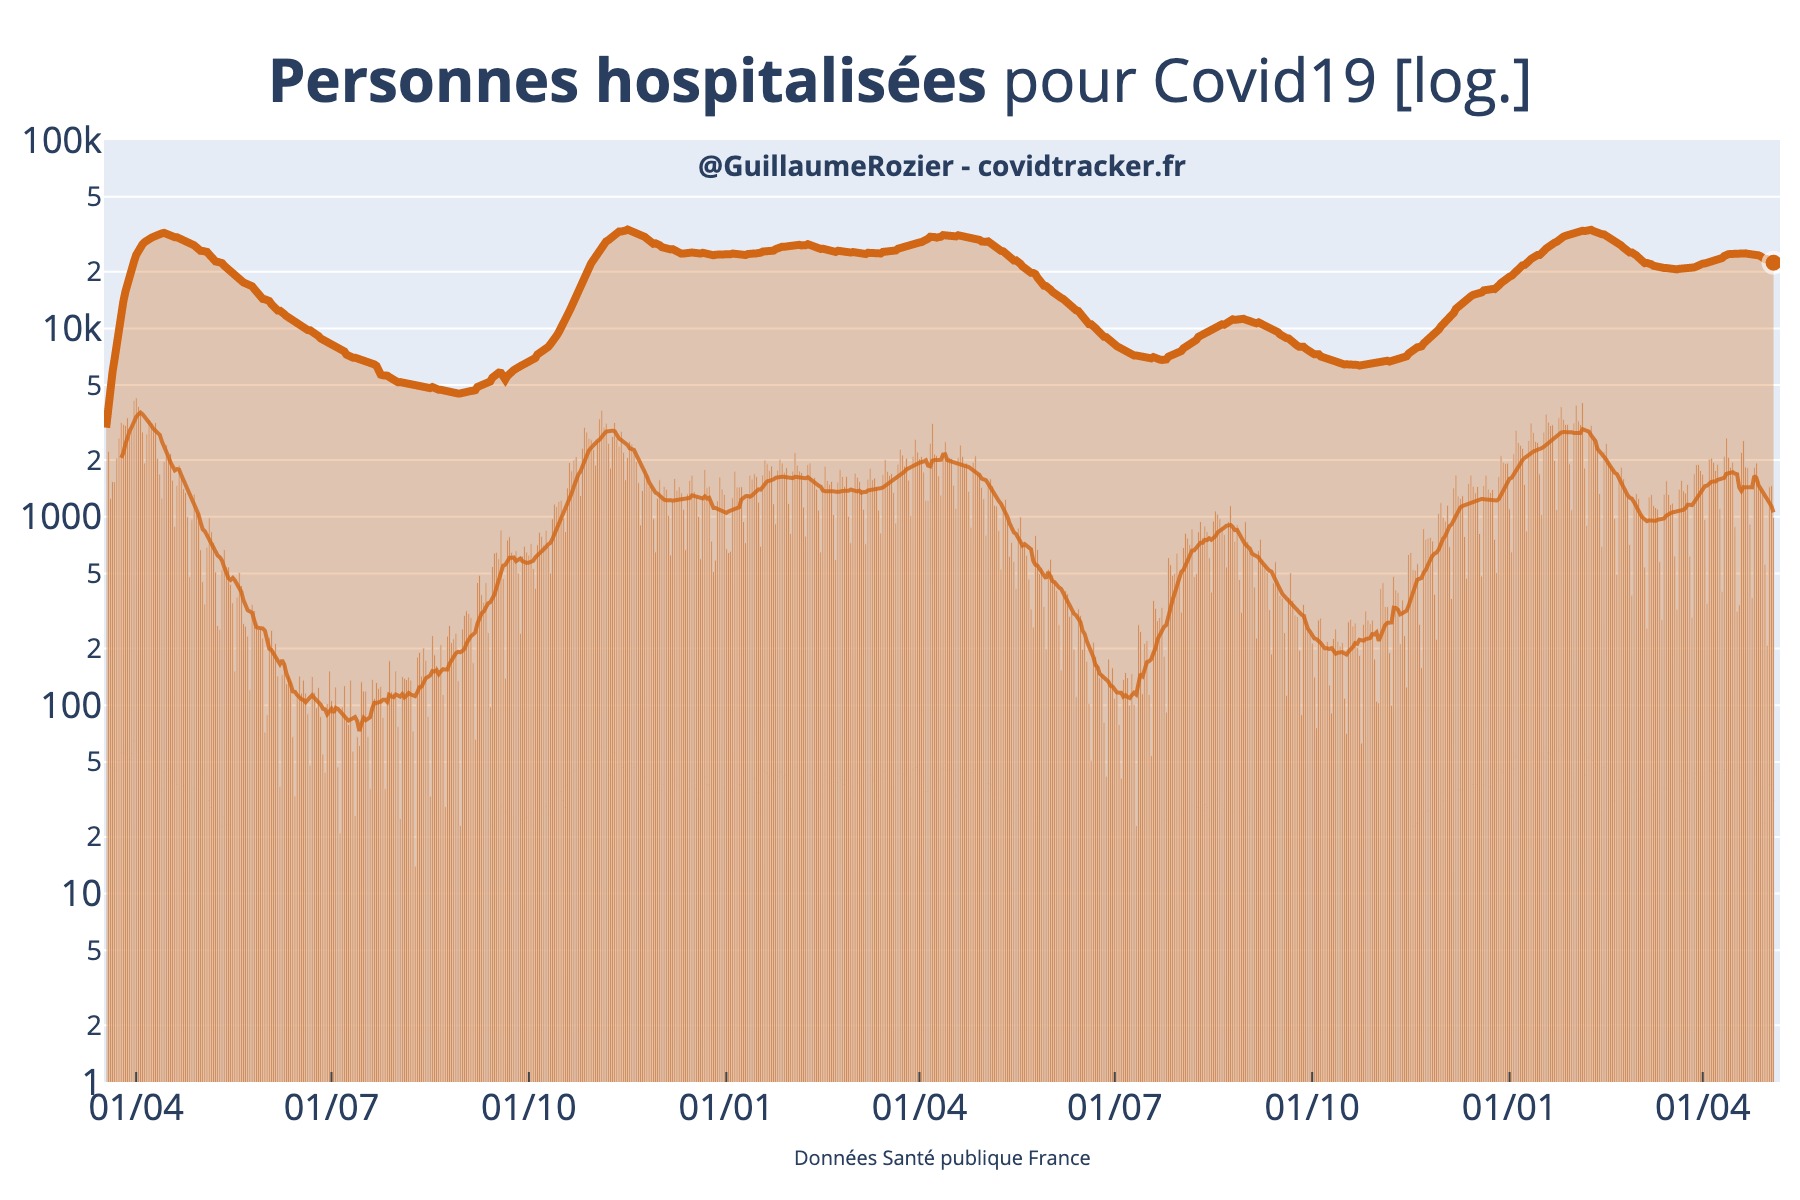 Personnes hospitalisées pour Covid19 [log.]
@GuillaumeRozier - covidtracker.fr
100k
5
2
10k
5
2
1000
5
2
100
5
2
10
5
2
1
01/04 01/07 01/10 01/01 01/04 01/07 01/10 01/01 01/04
Données Santé publique France